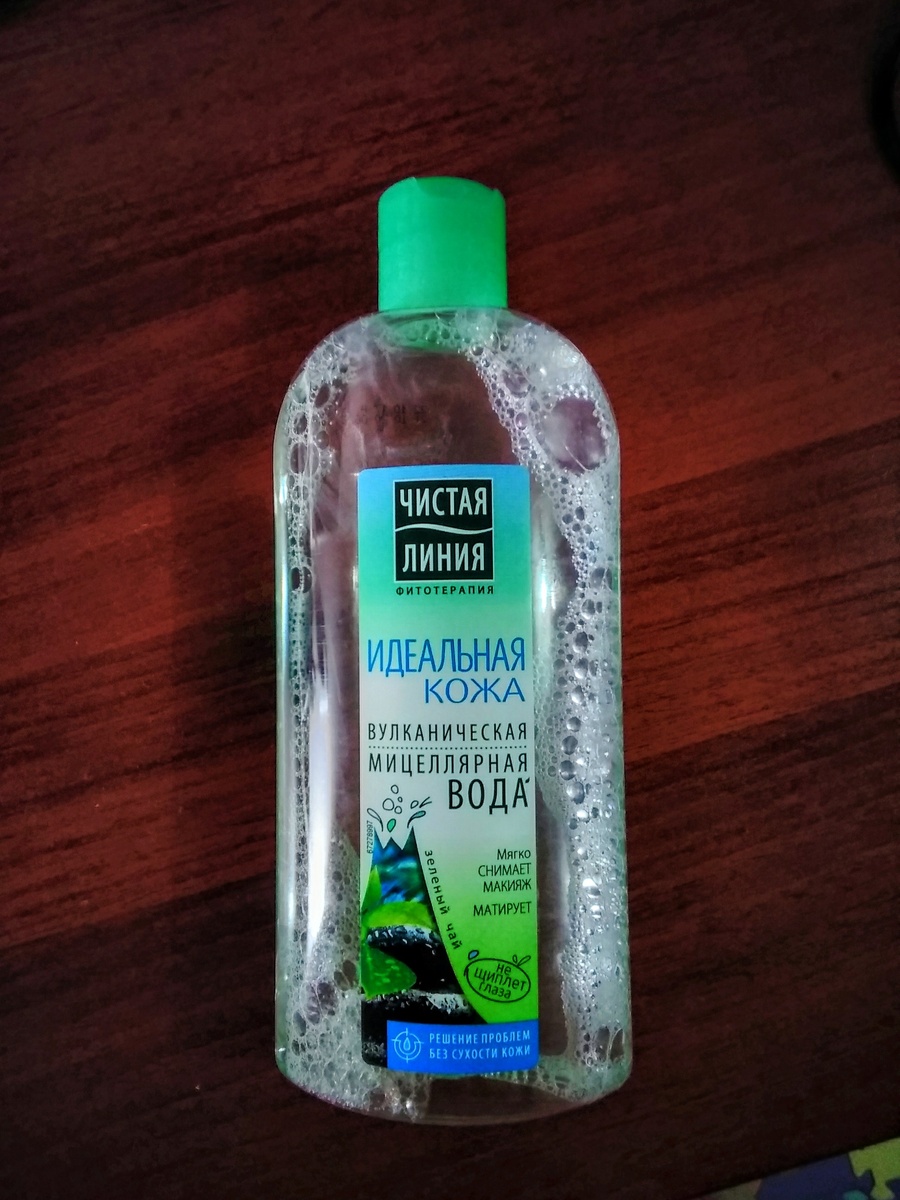 ЧИСТАЯ
ЛИНИЯ
ФИТОТЕРАПИЯ
ИДЕАЛЬНАЯ
КОЖА
ВУЛКАНИЧЕСКАЯ
МИЦЕЛЛЯРНАЯ
ВОДА
67278997
зеленый чай
Мягко
СНИМАЕТ
МАКИЯЖ
МАТИРУЕТ
не
щиплет
глаза
РЕШЕНИЕ ПРОБЛЕМ
БЕЗ СУХОСТИ КОЖИ